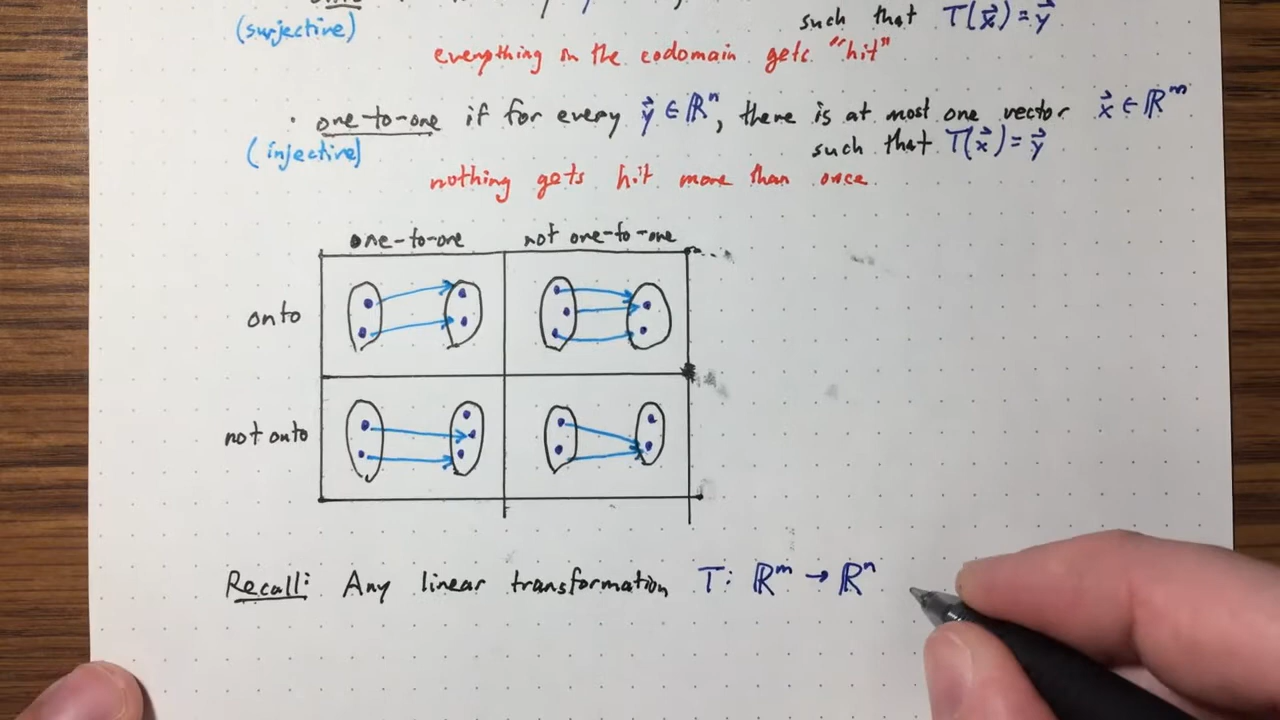 (surjective)
such that T(x⃗)=y⃗
everything in the codomain gets "hit"
· one-to-one if for every y⃗ ∈ ℝⁿ, there is at most one vector x⃗ ∈ ℝᵐ
(injective)
such that T(x⃗)=y⃗
nothing gets hit more than once.
one-to-one not one-to-one
onto
not onto
Recall: Any linear transformation T: ℝᵐ → ℝⁿ